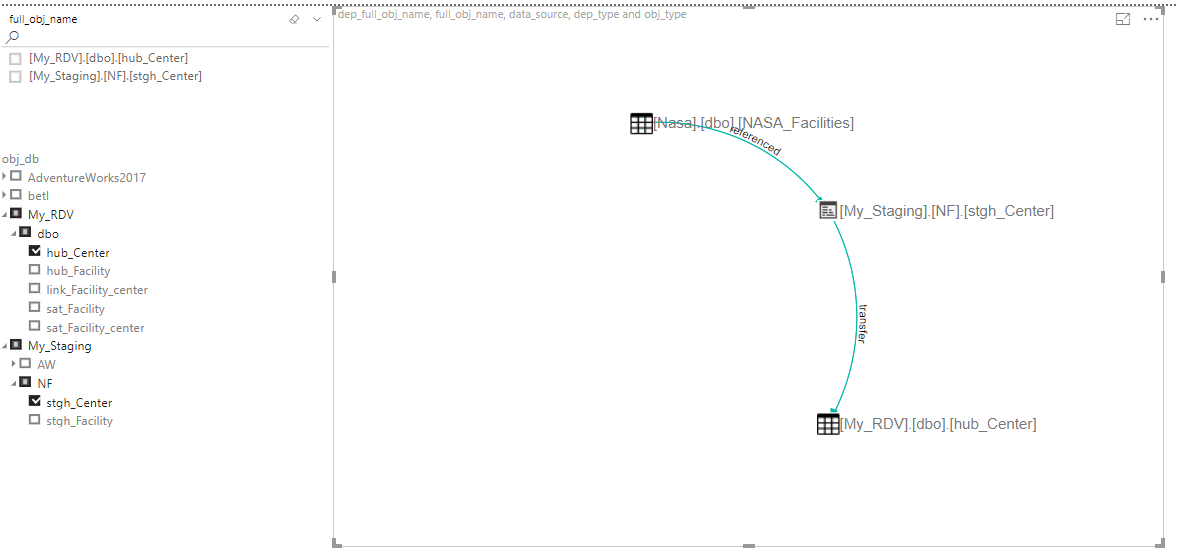 full_obj_name
[My_RDV].[dbo].[hub_Center]
[My_Staging].[NF].[stgh_Center]
obj_db
AdventureWorks2017
betl
My_RDV
dbo
hub_Center
hub_Facility
link_Facility_center
sat_Facility
sat_Facility_center
My_Staging
AW
NF
stgh_Center
stgh_Facility
dep_full_obj_name, full_obj_name, data_source, dep_type and obj_type
[Nasa].[dbo].[NASA_Facilities]
referenced
[My_Staging].[NF].[stgh_Center]
transfer
[My_RDV].[dbo].[hub_Center]